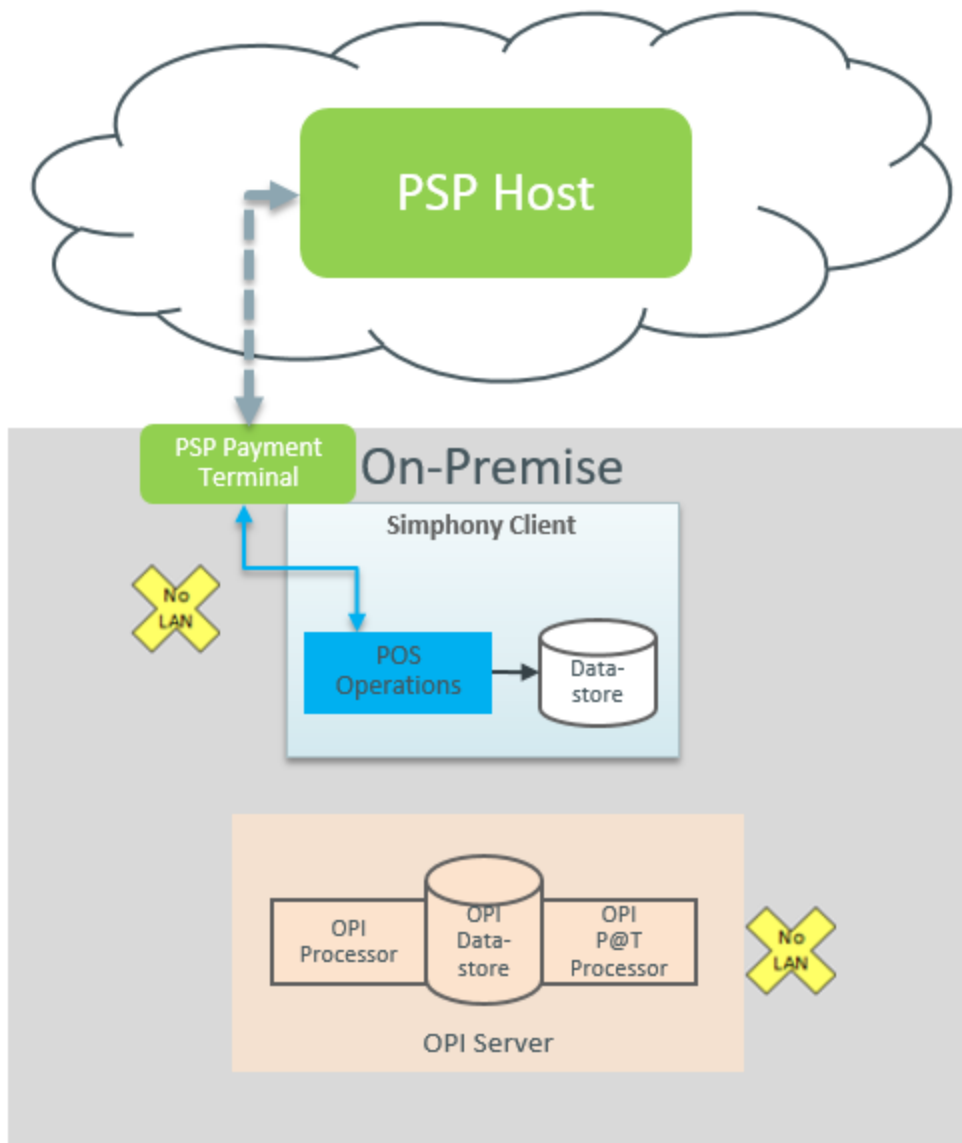 PSP Host
PSP Payment
Terminal
On-Premise
Simphony Client
No
LAN
POS
Operations
Data-
store
OPI
Processor
OPI
Data-
store
OPI
P@T
Processor
No
LAN
OPI Server